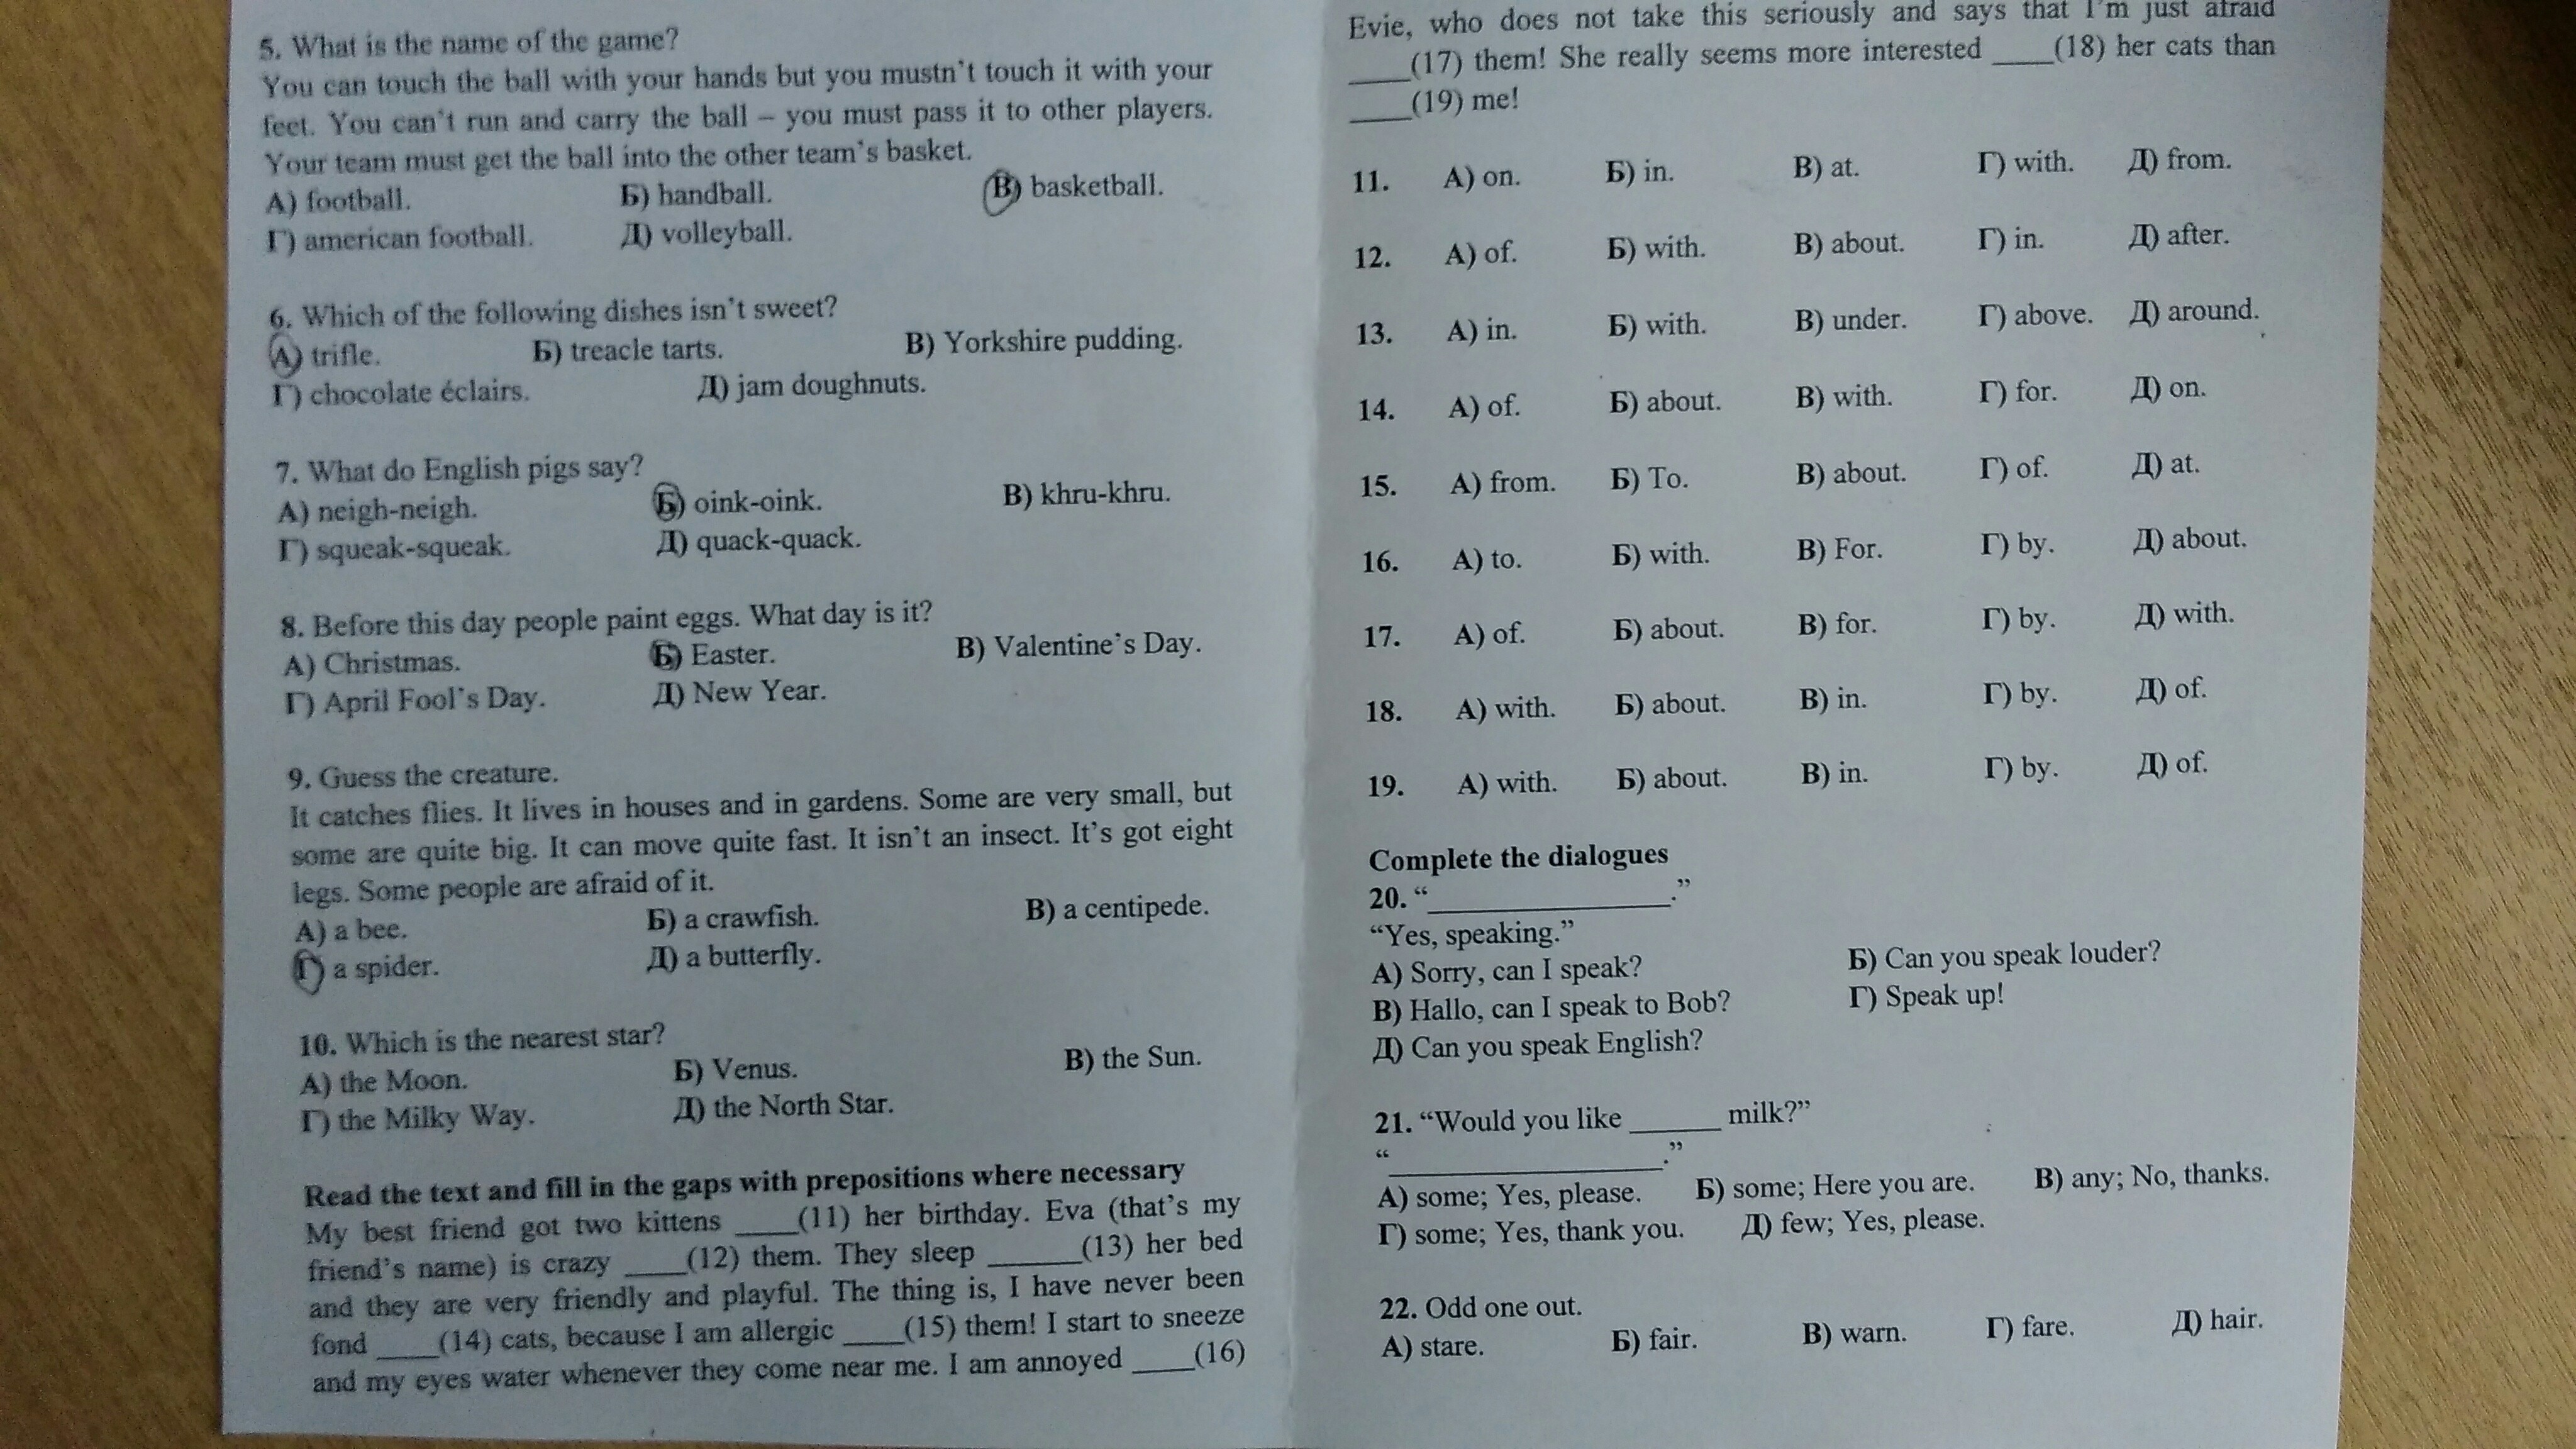 5. What is the name of the game?
You can touch the ball with your hands but you mustn't touch it with your
feet. You can't run and carry the ball – you must pass it to other players.
Your team must get the ball into the other team's basket.
А) football. Б) handball. В) basketball.
Г) american football. Д) volleyball.
6. Which of the following dishes isn't sweet?
А) trifle. Б) treacle tarts. В) Yorkshire pudding.
Г) chocolate éclairs. Д) jam doughnuts.
7. What do English pigs say?
А) neigh-neigh. Б) oink-oink. В) khru-khru.
Г) squeak-squeak. Д) quack-quack.
8. Before this day people paint eggs. What day is it?
А) Christmas. Б) Easter. В) Valentine's Day.
Г) April Fool's Day. Д) New Year.
9. Guess the creature.
It catches flies. It lives in houses and in gardens. Some are very small, but
some are quite big. It can move quite fast. It isn't an insect. It's got eight
legs. Some people are afraid of it.
А) a bee. Б) a crawfish. В) a centipede.
Г) a spider. Д) a butterfly.
10. Which is the nearest star?
А) the Moon. Б) Venus. В) the Sun.
Г) the Milky Way. Д) the North Star.
Read the text and fill in the gaps with prepositions where necessary
My best friend got two kittens ____(11) her birthday. Eva (that's my
friend's name) is crazy ____(12) them. They sleep ______(13) her bed
and they are very friendly and playful. The thing is, I have never been
fond ____(14) cats, because I am allergic ____(15) them! I start to sneeze
and my eyes water whenever they come near me. I am annoyed ____(16)
Evie, who does not take this seriously and says that I'm just afraid
____(17) them! She really seems more interested ____(18) her cats than
____(19) me!
11. А) on. Б) in. В) at. Г) with. Д) from.
12. А) of. Б) with. В) about. Г) in. Д) after.
13. А) in. Б) with. В) under. Г) above. Д) around.
14. А) of. Б) about. В) with. Г) for. Д) on.
15. А) from. Б) To. В) about. Г) of. Д) at.
16. А) to. Б) with. В) For. Г) by. Д) about.
17. А) of. Б) about. В) for. Г) by. Д) with.
18. А) with. Б) about. В) in. Г) by. Д) of.
19. А) with. Б) about. В) in. Г) by. Д) of.
Complete the dialogues
20. “________________.”
“Yes, speaking.”
А) Sorry, can I speak? Б) Can you speak louder?
В) Hallo, can I speak to Bob? Г) Speak up!
Д) Can you speak English?
21. “Would you like ______ milk?”
“__________________.”
А) some; Yes, please. Б) some; Here you are. В) any; No, thanks.
Г) some; Yes, thank you. Д) few; Yes, please.
22. Odd one out.
А) stare. Б) fair. В) warn. Г) fare. Д) hair.